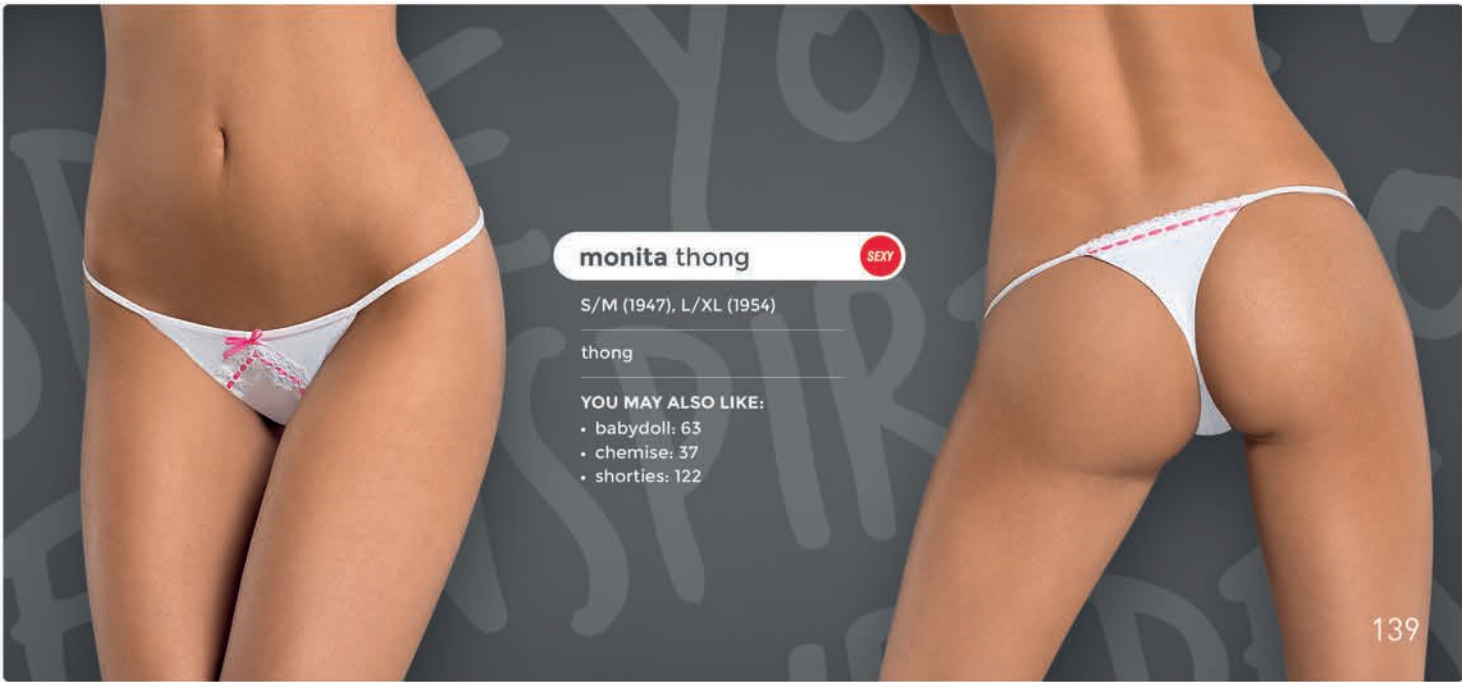 monita thong
SEXY
S/M (1947), L/XL (1954)
thong
YOU MAY ALSO LIKE:
• babydoll: 63
• chemise: 37
• shorties: 122
139